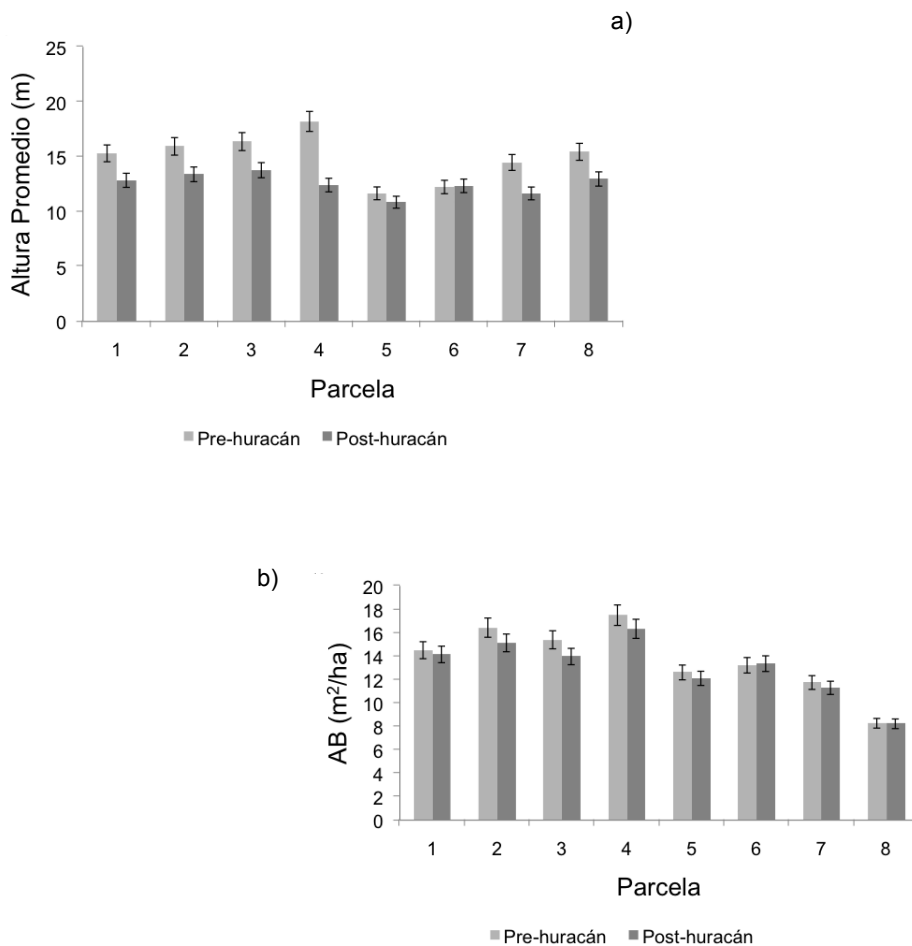 a)
25
20
15
10
5
0
Altura Promedio (m)
1 2 3 4 5 6 7 8
Parcela
Pre-huracán Post-huracán
b)
20
18
16
14
12
10
8
6
4
2
0
AB (m²/ha)
1 2 3 4 5 6 7 8
Parcela
Pre-huracán Post-huracán